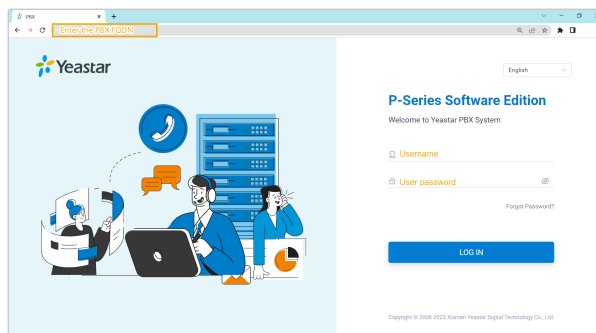 PBX
Enter the PBX FQDN
Yeastar
English
P-Series Software Edition
Welcome to Yeastar PBX System
Username
User password
Forgot Password?
LOG IN
Copyright © 2006-2023 Xiamen Yeastar Digital Technology Co., Ltd.